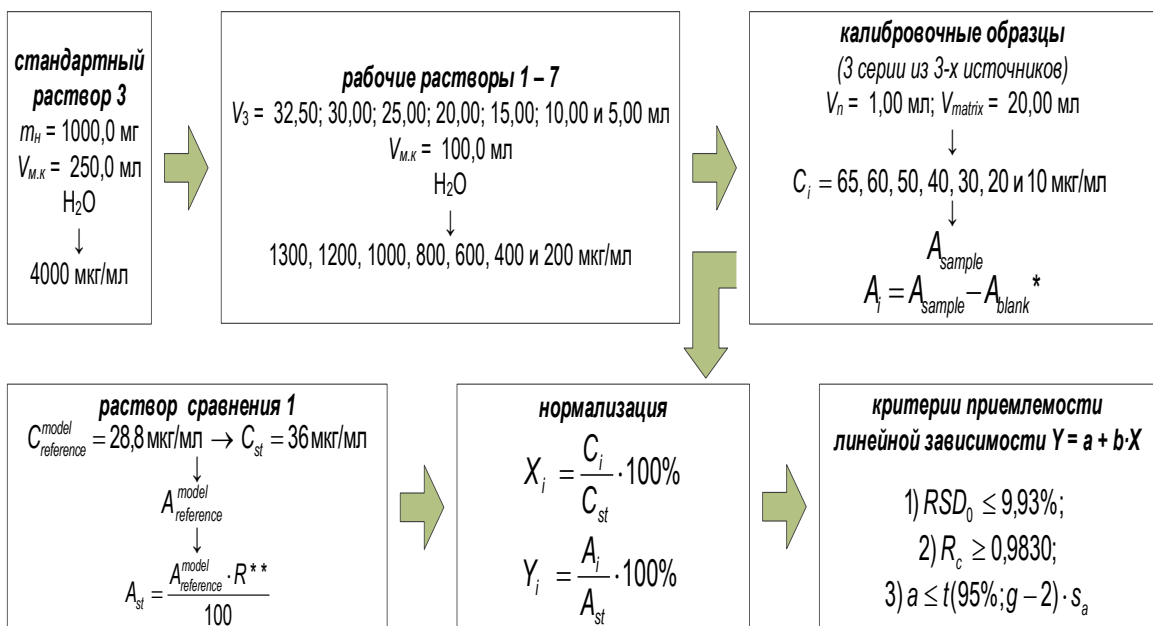 стандартный
раствор 3
m_н = 1000,0 мг
V_м.к = 250,0 мл
H₂O
↓
4000 мкг/мл
рабочие растворы 1 – 7
V₃ = 32,50; 30,00; 25,00; 20,00; 15,00; 10,00 и 5,00 мл
V_м.к = 100,0 мл
H₂O
↓
1300, 1200, 1000, 800, 600, 400 и 200 мкг/мл
калибровочные образцы
(3 серии из 3-х источников)
V_n = 1,00 мл; V_matrix = 20,00 мл
↓
C_i = 65, 60, 50, 40, 30, 20 и 10 мкг/мл
↓
A_sample
A_i = A_sample − A_blank*
раствор сравнения 1
C_reference^model = 28,8 мкг/мл → C_st = 36 мкг/мл
↓
A_reference^model
↓
A_st = (A_reference^model · R**) / 100
нормализация
X_i = C_i / C_st · 100%
Y_i = A_i / A_st · 100%
критерии приемлемости
линейной зависимости Y = a + b·X
1) RSD₀ ≤ 9,93%;
2) R_c ≥ 0,9830;
3) a ≤ t(95%; g − 2) · s_a